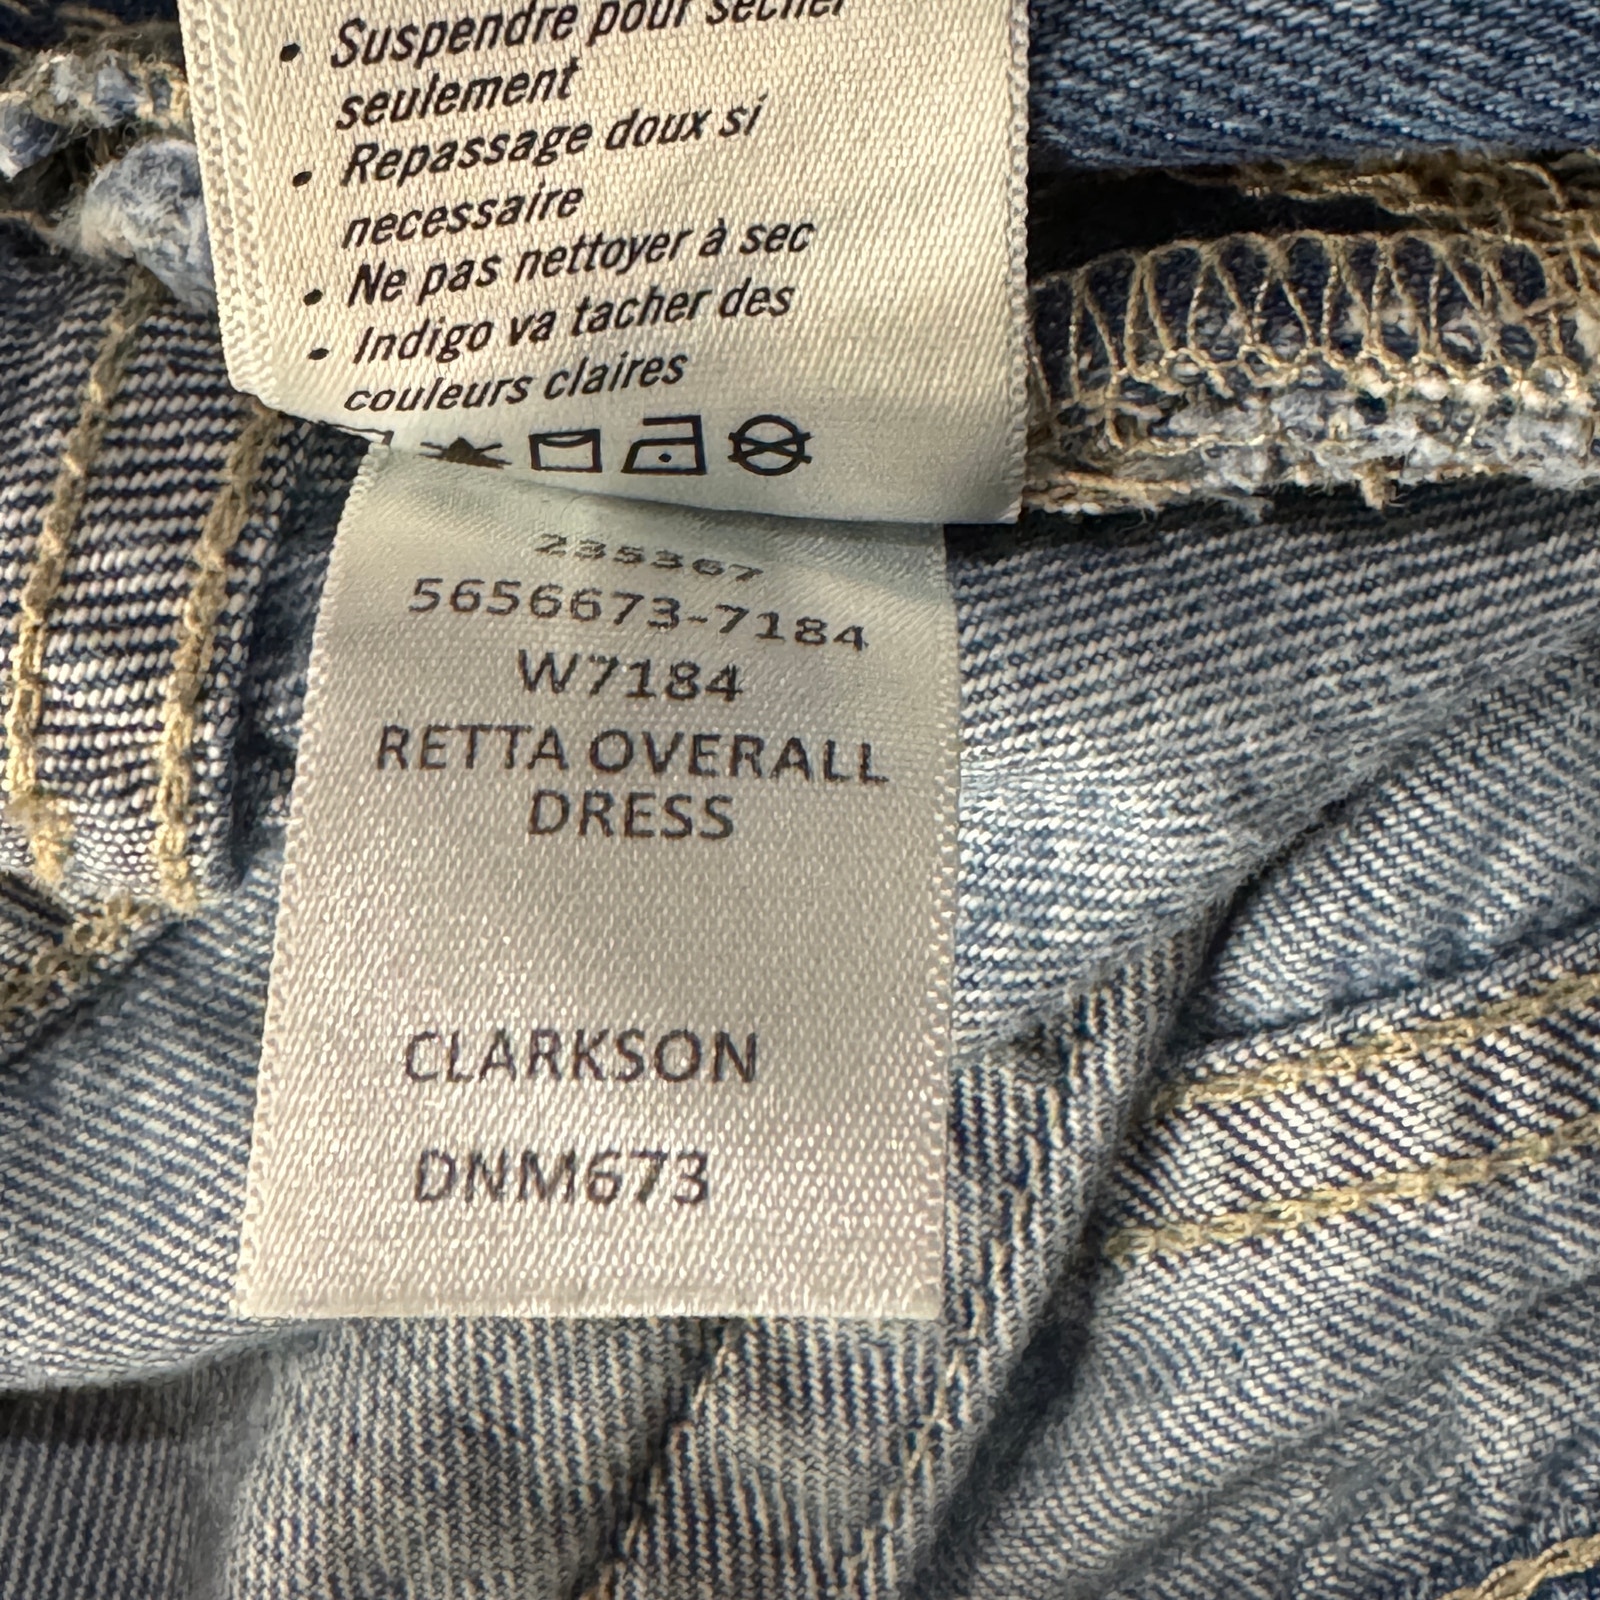 • Suspendre pour sécher
seulement
• Repassage doux si
necessaire
• Ne pas nettoyer à sec
• Indigo va tacher des
couleurs claires
235367
5656673-7184
W7184
RETTA OVERALL
DRESS
CLARKSON
DNM673